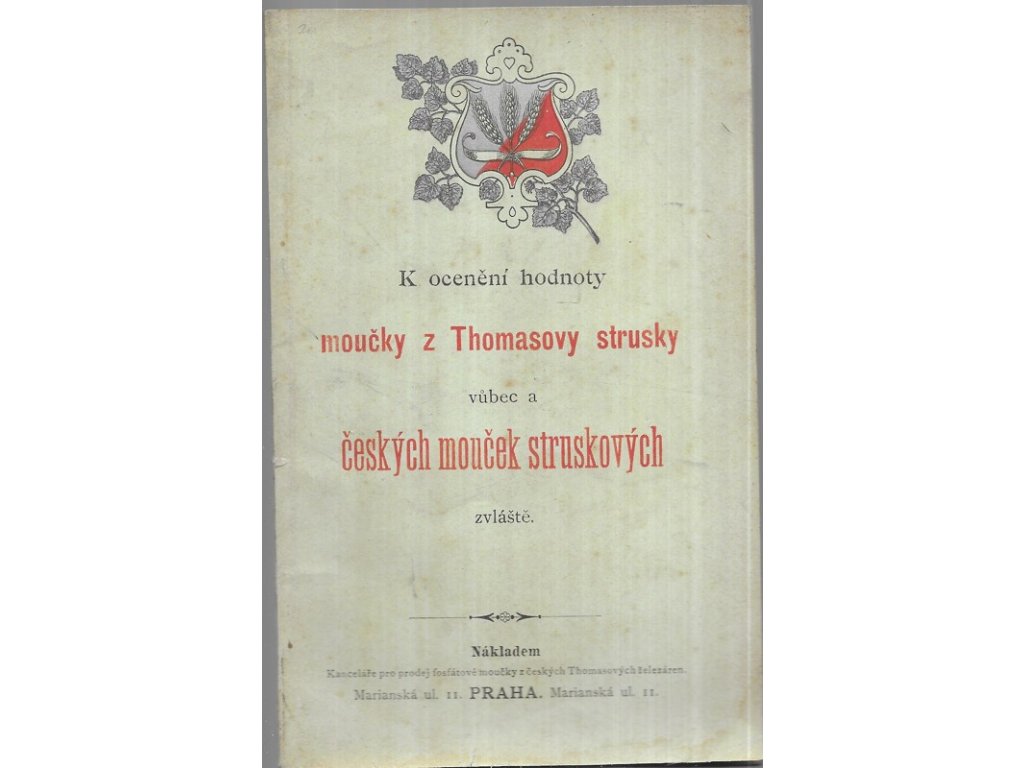 K ocenění hodnoty
moučky z Thomasovy strusky
vůbec a
českých mouček struskových
zvláště.
Nákladem
Kanceláře pro prodej fosfátové moučky z českých Thomasových železáren.
Marianská ul. 11. PRAHA. Marianská ul. 11.